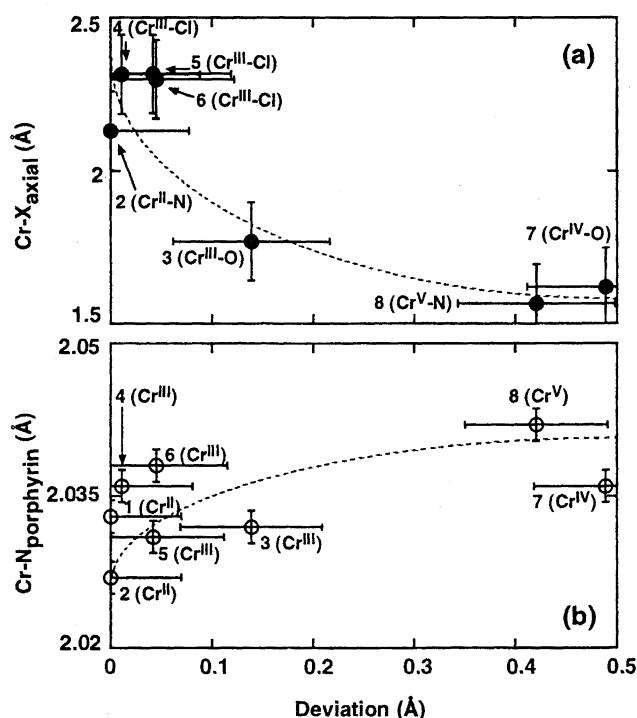 2.5
4 (Crᴵᴵᴵ-Cl)
(a)
5 (Crᴵᴵᴵ-Cl)
6 (Crᴵᴵᴵ-Cl)
Cr-Xaxial (Å)
2
2 (Crᴵᴵ-N)
7 (Crᴵⱽ-O)
3 (Crᴵᴵᴵ-O)
8 (Crⱽ-N)
1.5
2.05
4 (Crᴵᴵᴵ)
8 (Crⱽ)
6 (Crᴵᴵᴵ)
Cr-Nporphyrin (Å)
2.035
1 (Crᴵᴵ)
7 (Crᴵⱽ)
3 (Crᴵᴵᴵ)
5 (Crᴵᴵᴵ)
2 (Crᴵᴵ)
(b)
2.02
0 0.1 0.2 0.3 0.4 0.5
Deviation (Å)